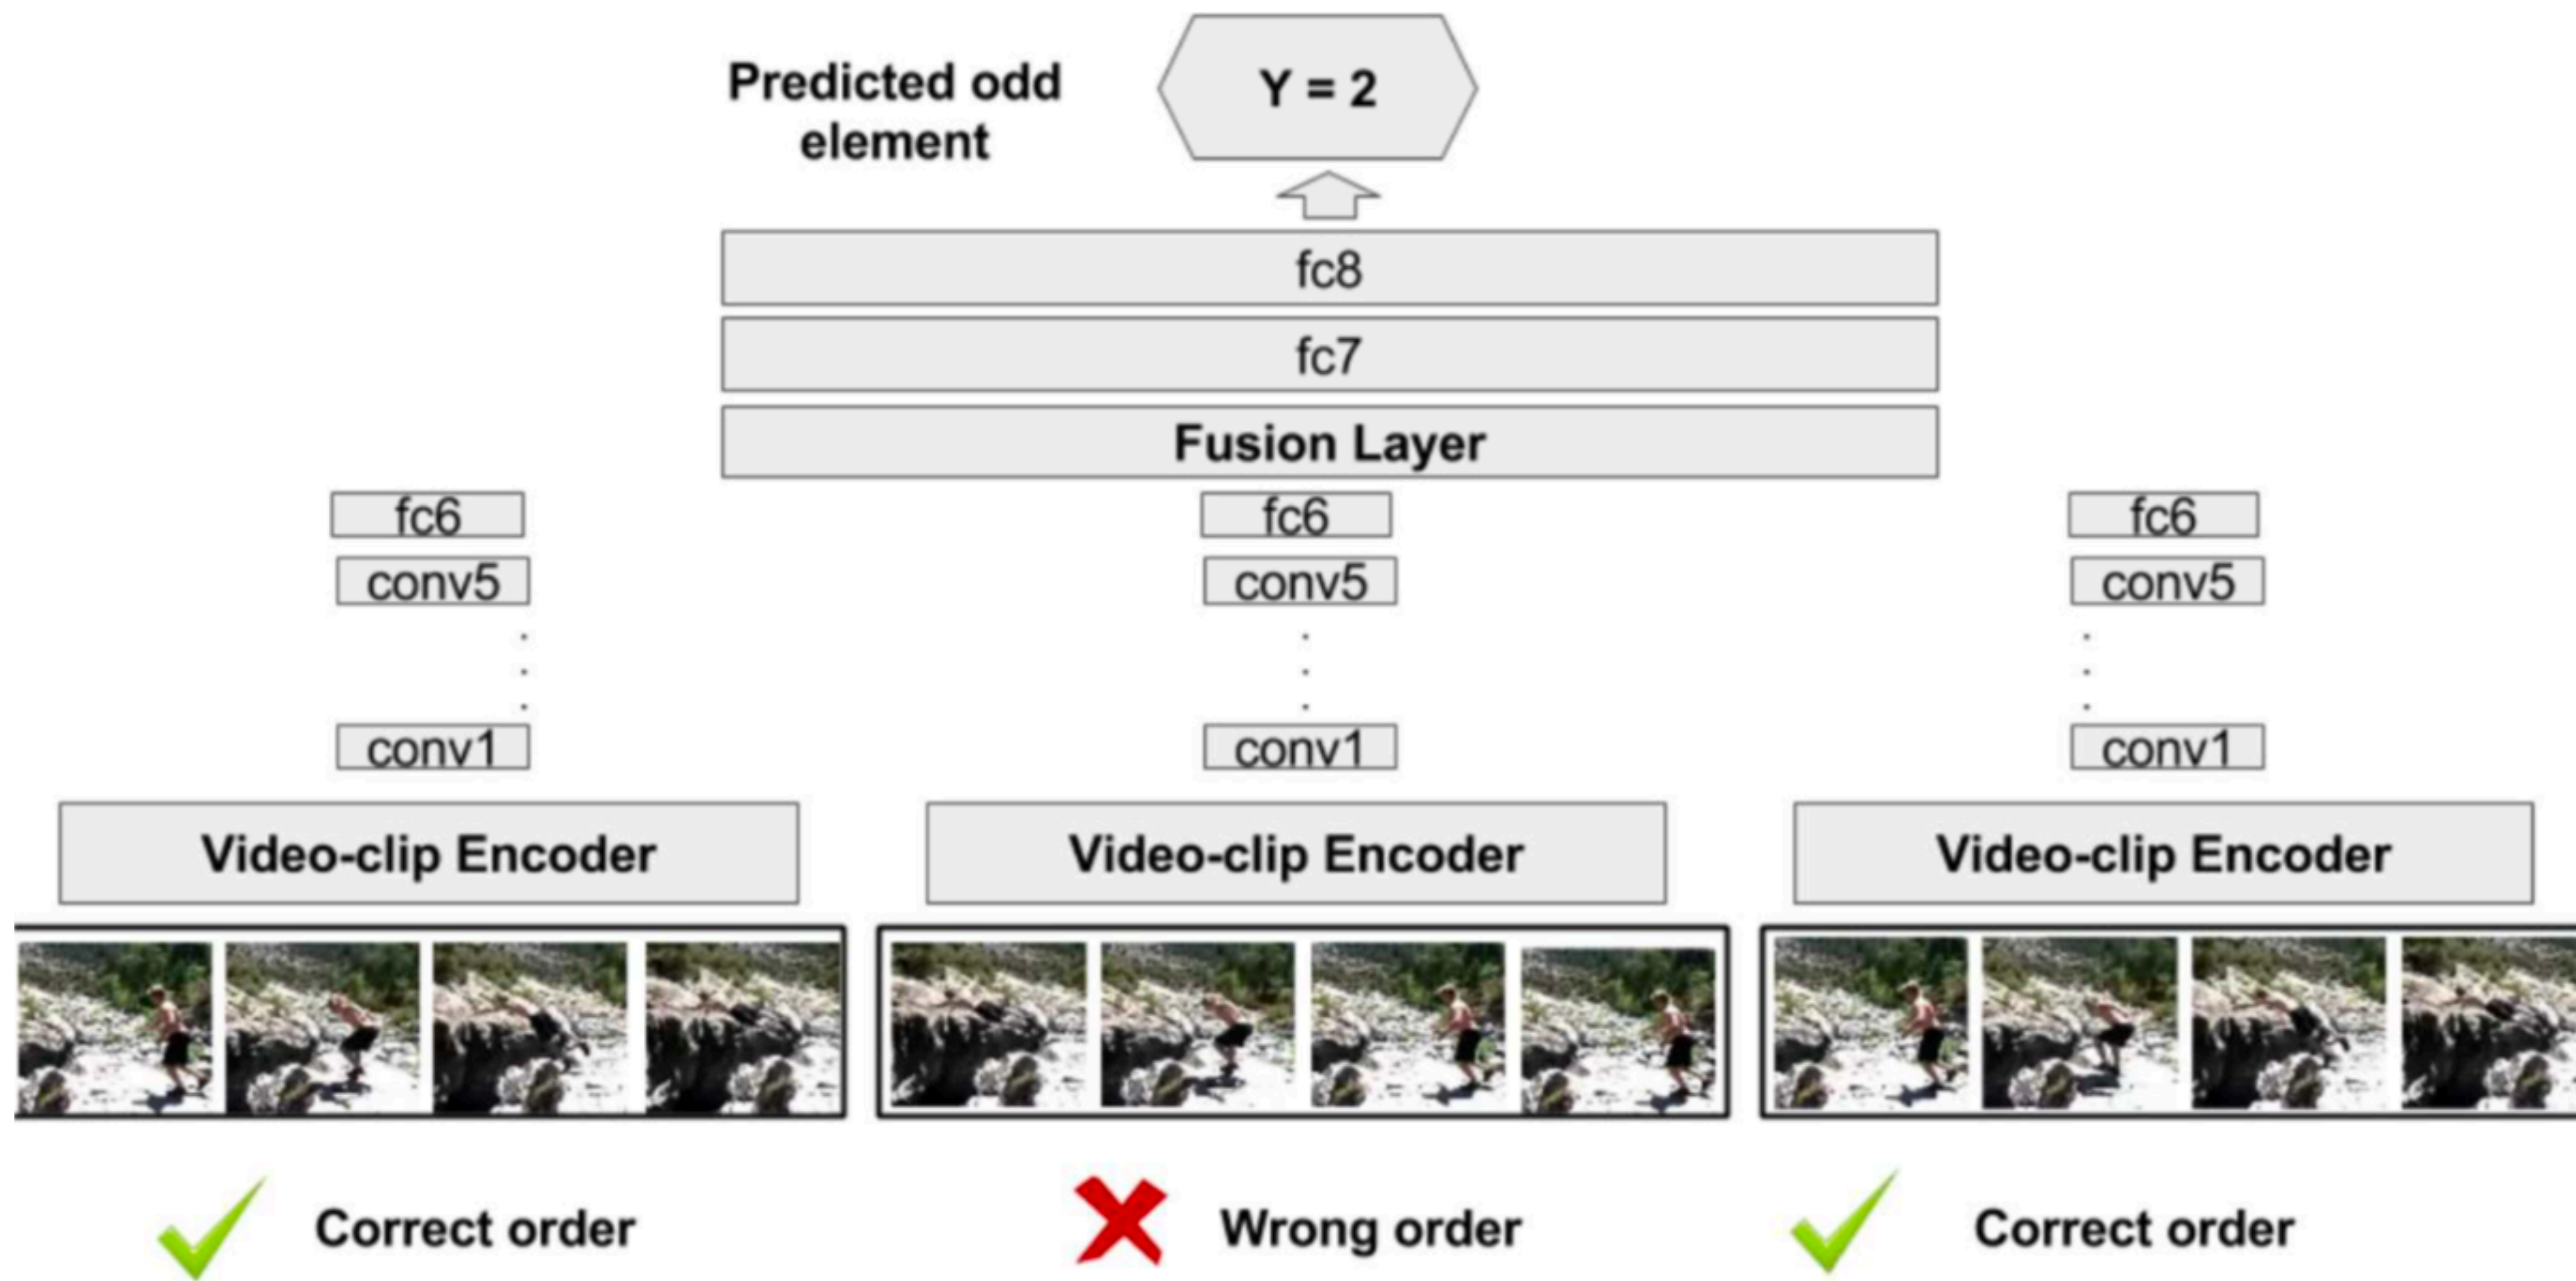 Predicted odd
element
Y = 2
fc8
fc7
Fusion Layer
fc6 fc6 fc6
conv5 conv5 conv5
conv1 conv1 conv1
Video-clip Encoder Video-clip Encoder Video-clip Encoder
Correct order Wrong order Correct order